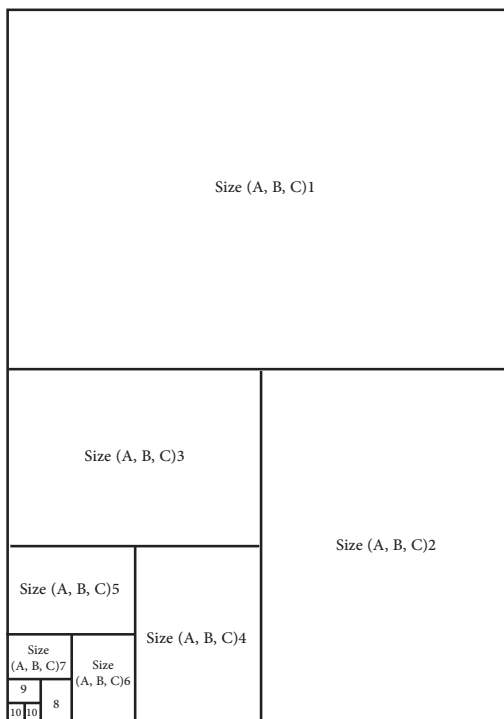 Size (A, B, C)1
Size (A, B, C)3
Size (A, B, C)2
Size (A, B, C)5
Size (A, B, C)4
Size
(A, B, C)7
Size
(A, B, C)6
9
8
10 10